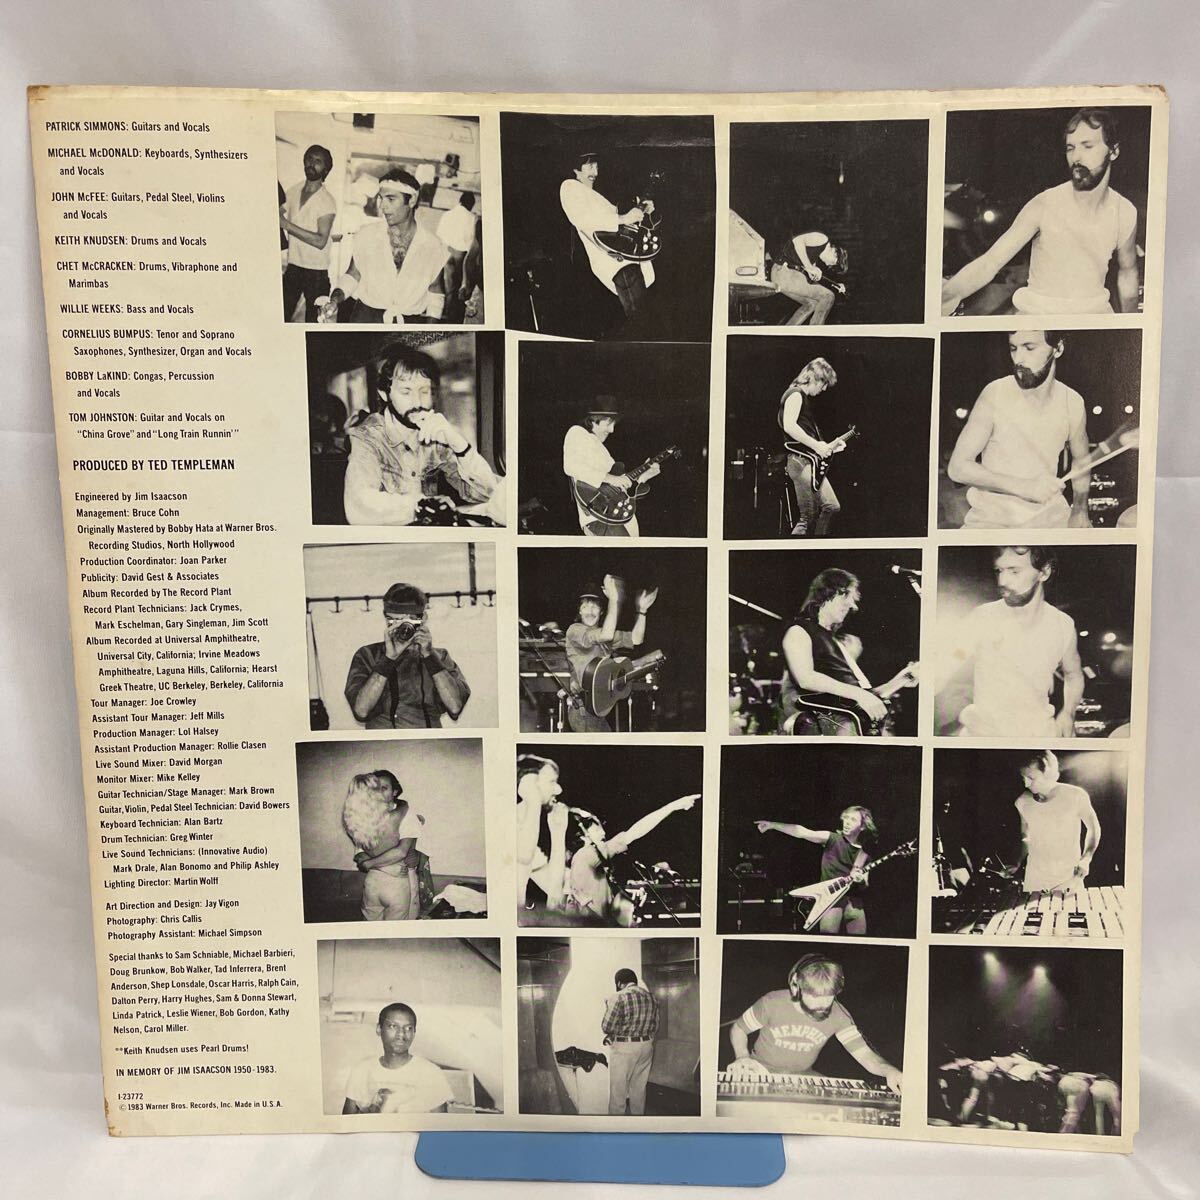 PATRICK SIMMONS: Guitars and Vocals
MICHAEL McDONALD: Keyboards, Synthesizers
and Vocals
JOHN McFEE: Guitars, Pedal Steel, Violins
and Vocals
KEITH KNUDSEN: Drums and Vocals
CHET McCRACKEN: Drums, Vibraphone and
Marimbas
WILLIE WEEKS: Bass and Vocals
CORNELIUS BUMPUS: Tenor and Soprano
Saxophones, Synthesizer, Organ and Vocals
BOBBY LaKIND: Congas, Percussion
and Vocals
TOM JOHNSTON: Guitar and Vocals on
"China Grove" and "Long Train Runnin'"
PRODUCED BY TED TEMPLEMAN
Engineered by Jim Isaacson
Management: Bruce Cohn
Originally Mastered by Bobby Hata at Warner Bros.
Recording Studios, North Hollywood
Production Coordinator: Joan Parker
Publicity: David Gest & Associates
Album Recorded by The Record Plant
Record Plant Technicians: Jack Crymes,
Mark Eschelman, Gary Singleman, Jim Scott
Album Recorded at Universal Amphitheatre,
Universal City, California; Irvine Meadows
Amphitheatre, Laguna Hills, California; Hearst
Greek Theatre, UC Berkeley, Berkeley, California
Tour Manager: Joe Crowley
Assistant Tour Manager: Jeff Mills
Production Manager: Lol Halsey
Assistant Production Manager: Rollie Clasen
Live Sound Mixer: David Morgan
Monitor Mixer: Mike Kelley
Guitar Technician/Stage Manager: Mark Brown
Guitar, Violin, Pedal Steel Technician: David Bowers
Keyboard Technician: Alan Bartz
Drum Technician: Greg Winter
Live Sound Technicians: (Innovative Audio)
Mark Drale, Alan Bonomo and Philip Ashley
Lighting Director: Martin Wolff
Art Direction and Design: Jay Vigon
Photography: Chris Callis
Photography Assistant: Michael Simpson
Special thanks to Sam Schniable, Michael Barbieri,
Doug Brunkow, Bob Walker, Tad Inferrera, Brent
Anderson, Shep Lonsdale, Oscar Harris, Ralph Cain,
Dalton Perry, Harry Hughes, Sam & Donna Stewart,
Linda Patrick, Leslie Wiener, Bob Gordon, Kathy
Nelson, Carol Miller.
**Keith Knudsen uses Pearl Drums!
IN MEMORY OF JIM ISAACSON 1950-1983.
1-23772
© 1983 Warner Bros. Records, Inc. Made in U.S.A.
MEMPHIS
STATE